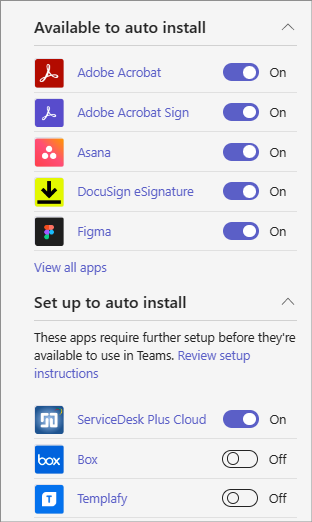 Available to auto install
Adobe Acrobat On
Adobe Acrobat Sign On
Asana On
DocuSign eSignature On
Figma On
View all apps
Set up to auto install
These apps require further setup before they're
available to use in Teams. Review setup
instructions
ServiceDesk Plus Cloud On
box Box Off
T Templafy Off